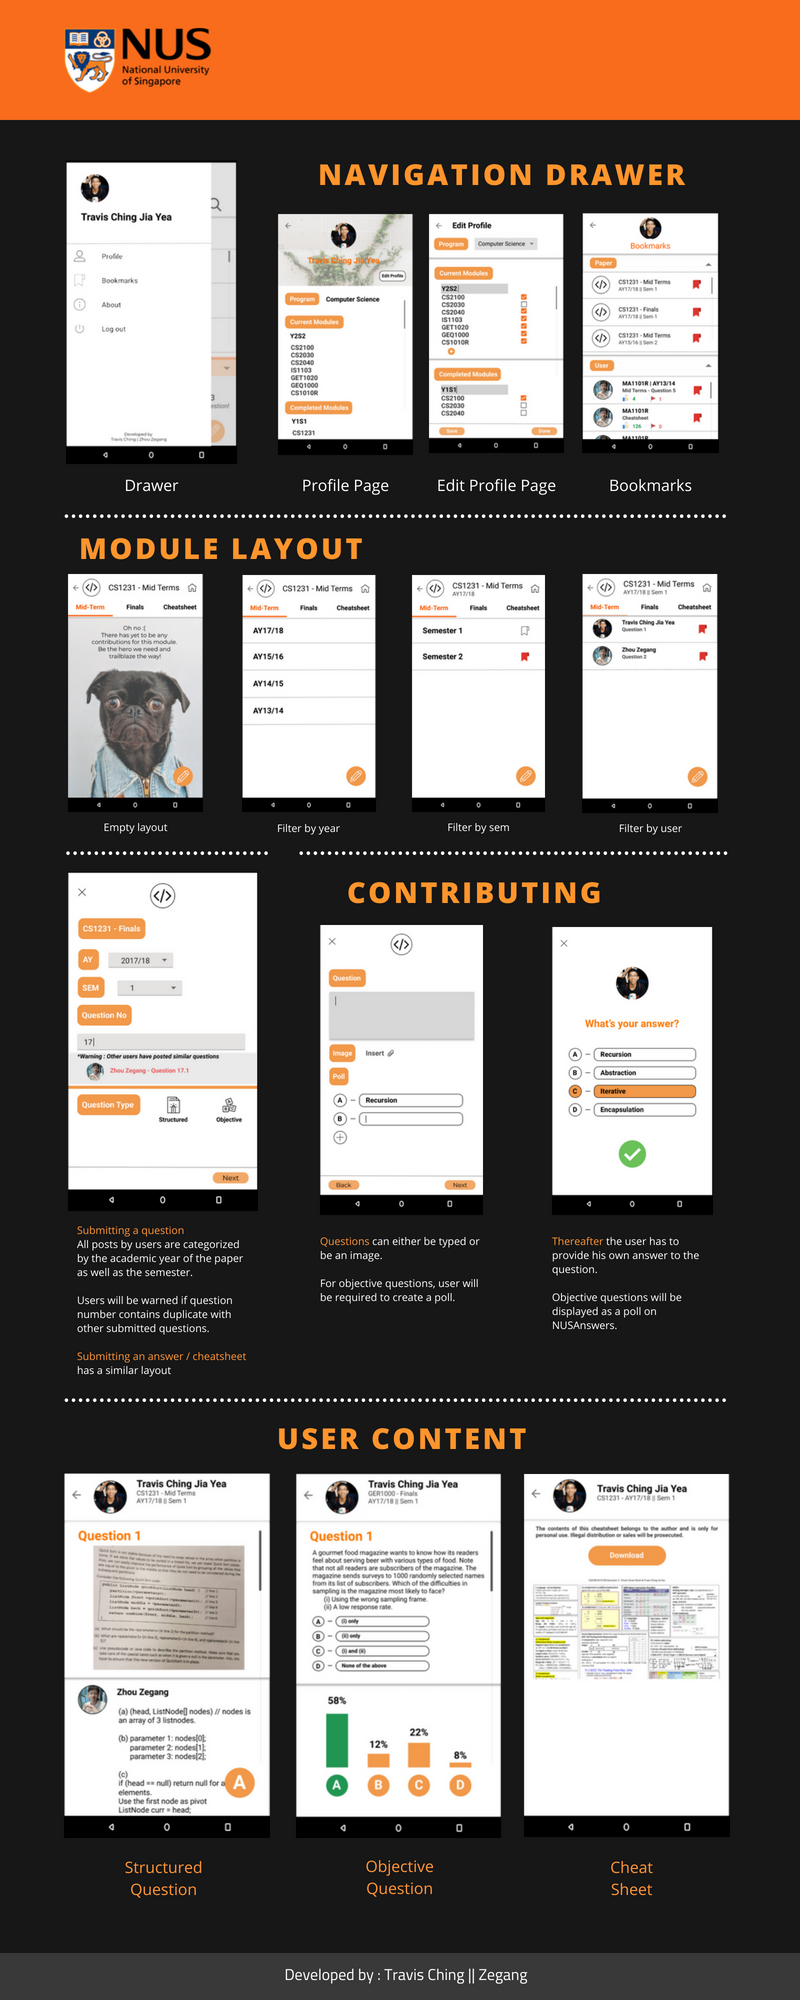 NUS
National University
of Singapore
NAVIGATION DRAWER
Travis Ching Jia Yea
Profile
Bookmarks
About
Log out
Developed by
Travis Ching | Zhou Zegang
Drawer
Travis Ching Jia Yea
Edit Profile
Program
Computer Science
Current Modules
Y2S2
CS2100
CS2030
CS2040
IS1103
GET1020
GEQ1000
CS1010R
Completed Modules
Y1S1
CS1231
Profile Page
Edit Profile
Program
Computer Science
Current Modules
Y2S2
CS2100
CS2030
CS2040
IS1103
GET1020
GEQ1000
CS1010R
Completed Modules
Y1S1
CS2100
CS2030
CS2040
Save
Done
Edit Profile Page
Bookmarks
Paper
CS1231 - Mid Terms
AY17/18 || Sem 1
CS1231 - Finals
AY17/18 || Sem 1
CS1231 - Mid Terms
AY15/16 || Sem 2
User
MA1101R | AY13/14
Mid Terms - Question 5
4 1
MA1101R
Cheatsheet
126 0
MA1101R
Bookmarks
MODULE LAYOUT
CS1231 - Mid Terms
Mid-Term Finals Cheatsheet
Oh no :(
There has yet to be any
contributions for this module.
Be the hero we need and
trailblaze the way!
Empty layout
CS1231 - Mid Terms
Mid-Term Finals Cheatsheet
AY17/18
AY15/16
AY14/15
AY13/14
Filter by year
CS1231 - Mid Terms
AY17/18
Mid-Term Finals Cheatsheet
Semester 1
Semester 2
Filter by sem
CS1231 - Mid Terms
AY17/18 || Sem 1
Mid-Term Finals Cheatsheet
Travis Ching Jia Yea
Question 1
Zhou Zegang
Question 2
Filter by user
CONTRIBUTING
CS1231 - Finals
AY 2017/18
SEM 1
Question No
17
*Warning : Other users have posted similar questions
Zhou Zegang - Question 17.1
Question Type
Structured
Objective
Next
Submitting a question
All posts by users are categorized
by the academic year of the paper
as well as the semester.
Users will be warned if question
number contains duplicate with
other submitted questions.
Submitting an answer / cheatsheet
has a similar layout
Question
Image Insert
Poll
A - Recursion
B -
Back
Next
Questions can either be typed or
be an image.
For objective questions, user will
be required to create a poll.
What's your answer?
A - Recursion
B - Abstraction
C - Iterative
D - Encapsulation
Thereafter the user has to
provide his own answer to the
question.
Objective questions will be
displayed as a poll on
NUSAnswers.
USER CONTENT
Travis Ching Jia Yea
CS1231 - Mid Terms
AY17/18 || Sem 1
Question 1
Zhou Zegang
(a) (head, ListNode[] nodes) // nodes is
an array of 3 listnodes.
(b) parameter 1: nodes[0];
parameter 2: nodes[1];
parameter 3: nodes[2];
(c)
if (head == null) return null for a
elements.
Use the first node as pivot
ListNode curr = head;
A
Structured
Question
Travis Ching Jia Yea
GER1000 - Finals
AY17/18 || Sem 1
Question 1
A gourmet food magazine wants to know how its readers
feel about serving beer with various types of food. Note
that not all readers are subscribers of the magazine. The
magazine sends surveys to 1000 randomly selected names
from its list of subscribers. Which of the difficulties in
sampling is the magazine most likely to face?
(i) Using the wrong sampling frame.
(ii) A low response rate.
A - (i) only
B - (ii) only
C - (i) and (ii)
D - None of the above
58%
12%
22%
8%
A B C D
Objective
Question
Travis Ching Jia Yea
CS1231 - AY17/18 || Sem 1
The contents of this cheatsheet belongs to the author and is only for
personal use. Illegal distribution or sales will be prosecuted.
Download
Cheat
Sheet
Developed by : Travis Ching || Zegang